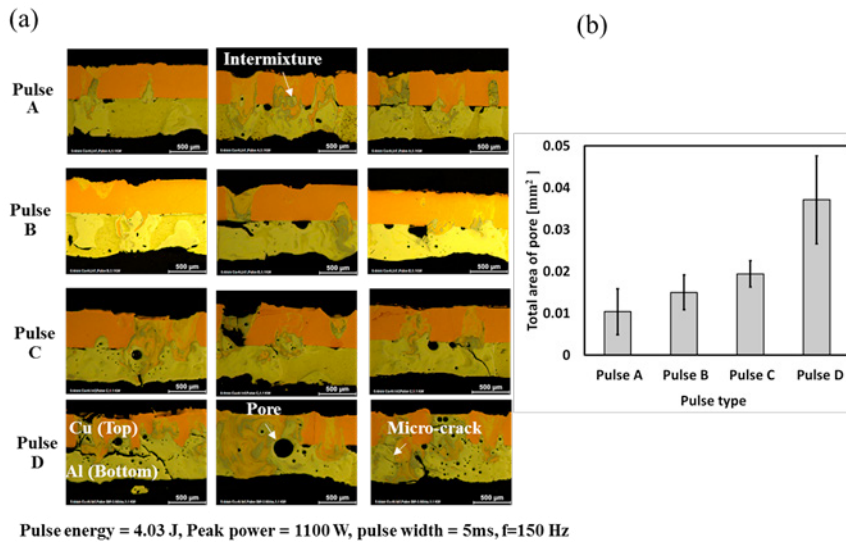 (a)
(b)
Pulse A
Intermixture
500 µm
500 µm
500 µm
Pulse B
500 µm
500 µm
500 µm
Pulse C
500 µm
500 µm
500 µm
Pulse D
Cu (Top)
Al (Bottom)
Pore
Micro-crack
500 µm
500 µm
500 µm
Pulse energy = 4.03 J, Peak power = 1100 W, pulse width = 5ms, f=150 Hz
Total area of pore [mm²]
0.05
0.04
0.03
0.02
0.01
0
Pulse A Pulse B Pulse C Pulse D
Pulse type